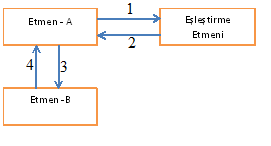 Etmen - A
1
Eşleştirme
Etmeni
2
4
3
Etmen -B